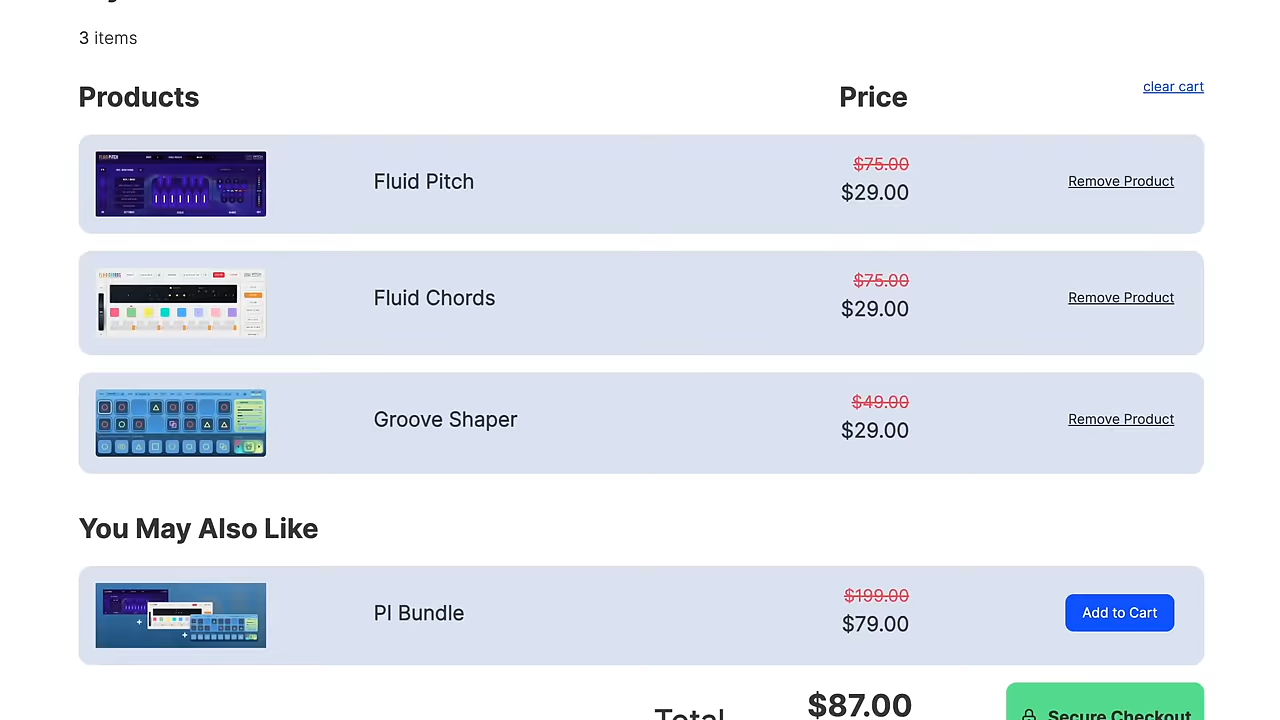 3 items
Products Price clear cart
Fluid Pitch $75.00 $29.00 Remove Product
Fluid Chords $75.00 $29.00 Remove Product
Groove Shaper $49.00 $29.00 Remove Product
You May Also Like
PI Bundle $199.00 $79.00 Add to Cart
Total $87.00 Secure Checkout